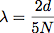 λ = 2d / 5N